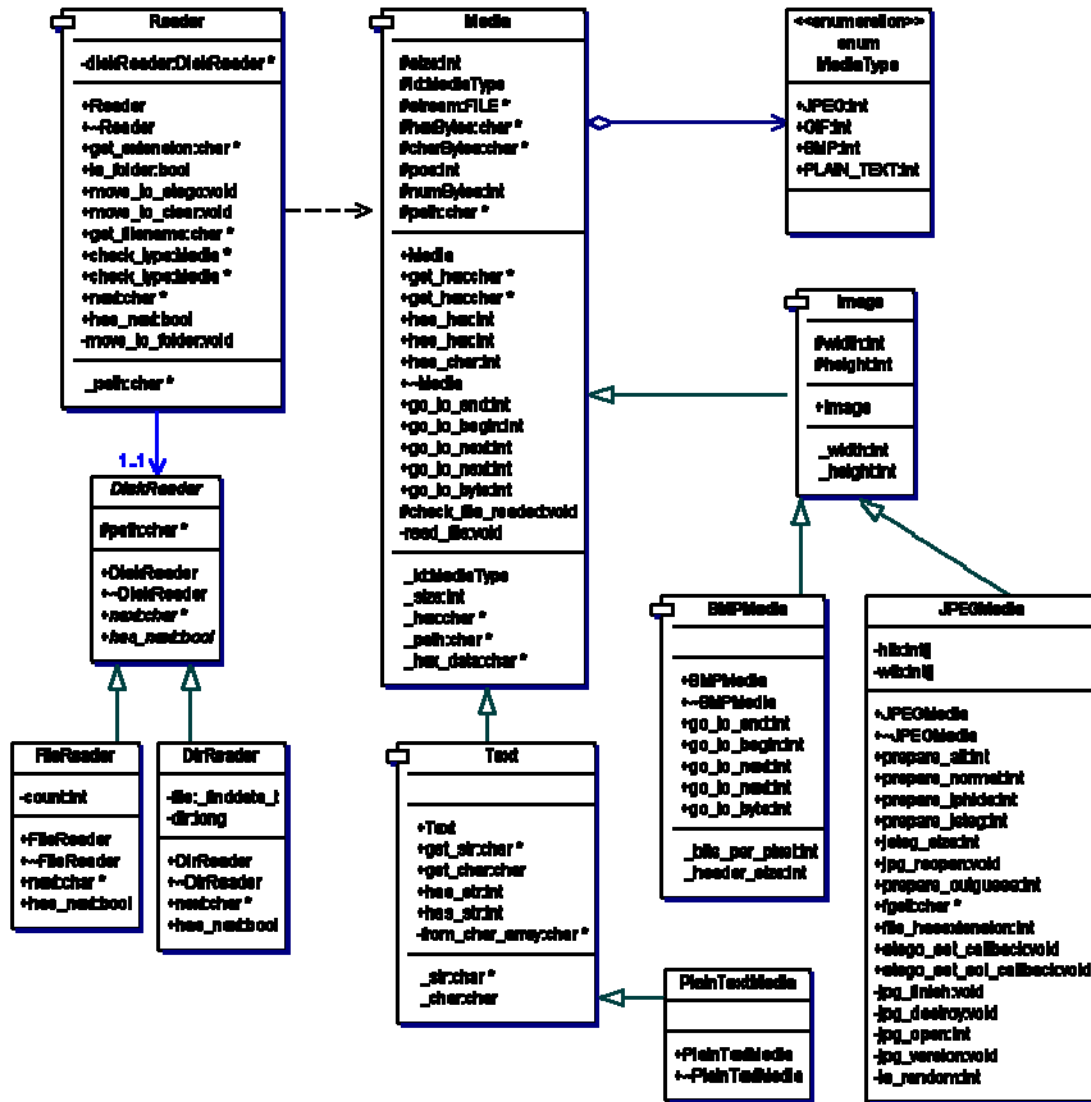 Reader
-diskReader:DiskReader *
+Reader
+~Reader
+get_extension:char *
+is_folder:bool
+move_to_stego:void
+move_to_clear:void
+get_filename:char *
+check_type:Media *
+check_type:Media *
+next:char *
+has_next:bool
-move_to_folder:void
_path:char *
1..1
DiskReader
#path:char *
+DiskReader
+~DiskReader
+next:char *
+has_next:bool
FileReader
-count:int
+FileReader
+~FileReader
+next:char *
+has_next:bool
DirReader
-file:_finddata_t
-dir:long
+DirReader
+~DirReader
+next:char *
+has_next:bool
Media
#size:int
#id:MediaType
#stream:FILE *
#hexBytes:char *
#charBytes:char *
#pos:int
#numBytes:int
#path:char *
+Media
+get_hex:char *
+get_hex:char *
+has_hex:int
+has_hex:int
+has_char:int
+~Media
+go_to_end:int
+go_to_begin:int
+go_to_next:int
+go_to_next:int
+go_to_byte:int
#check_file_readed:void
-read_file:void
_id:MediaType
_size:int
_hex:char *
_path:char *
_hex_data:char *
Text
+Text
+get_str:char *
+get_char:char
+has_str:int
+has_str:int
-from_char_array:char *
_str:char *
_char:char
<<enumeration>>
enum
MediaType
+JPEG:int
+GIF:int
+BMP:int
+PLAIN_TEXT:int
Image
#width:int
#height:int
+Image
_width:int
_height:int
BMPMedia
+BMPMedia
+~BMPMedia
+go_to_end:int
+go_to_begin:int
+go_to_next:int
+go_to_next:int
+go_to_byte:int
_bits_per_pixel:int
_header_size:int
PlainTextMedia
+PlainTextMedia
+~PlainTextMedia
JPEGMedia
-hib:int[]
-wib:int[]
+JPEGMedia
+~JPEGMedia
+prepare_all:int
+prepare_normal:int
+prepare_jphide:int
+prepare_jsteg:int
+jsteg_size:int
+jpg_reopen:void
+prepare_outguess:int
+fgetl:char *
+file_hasextension:int
+stego_set_callback:void
+stego_set_eoi_callback:void
-jpg_finish:void
-jpg_destroy:void
-jpg_open:int
-jpg_version:void
-is_random:int